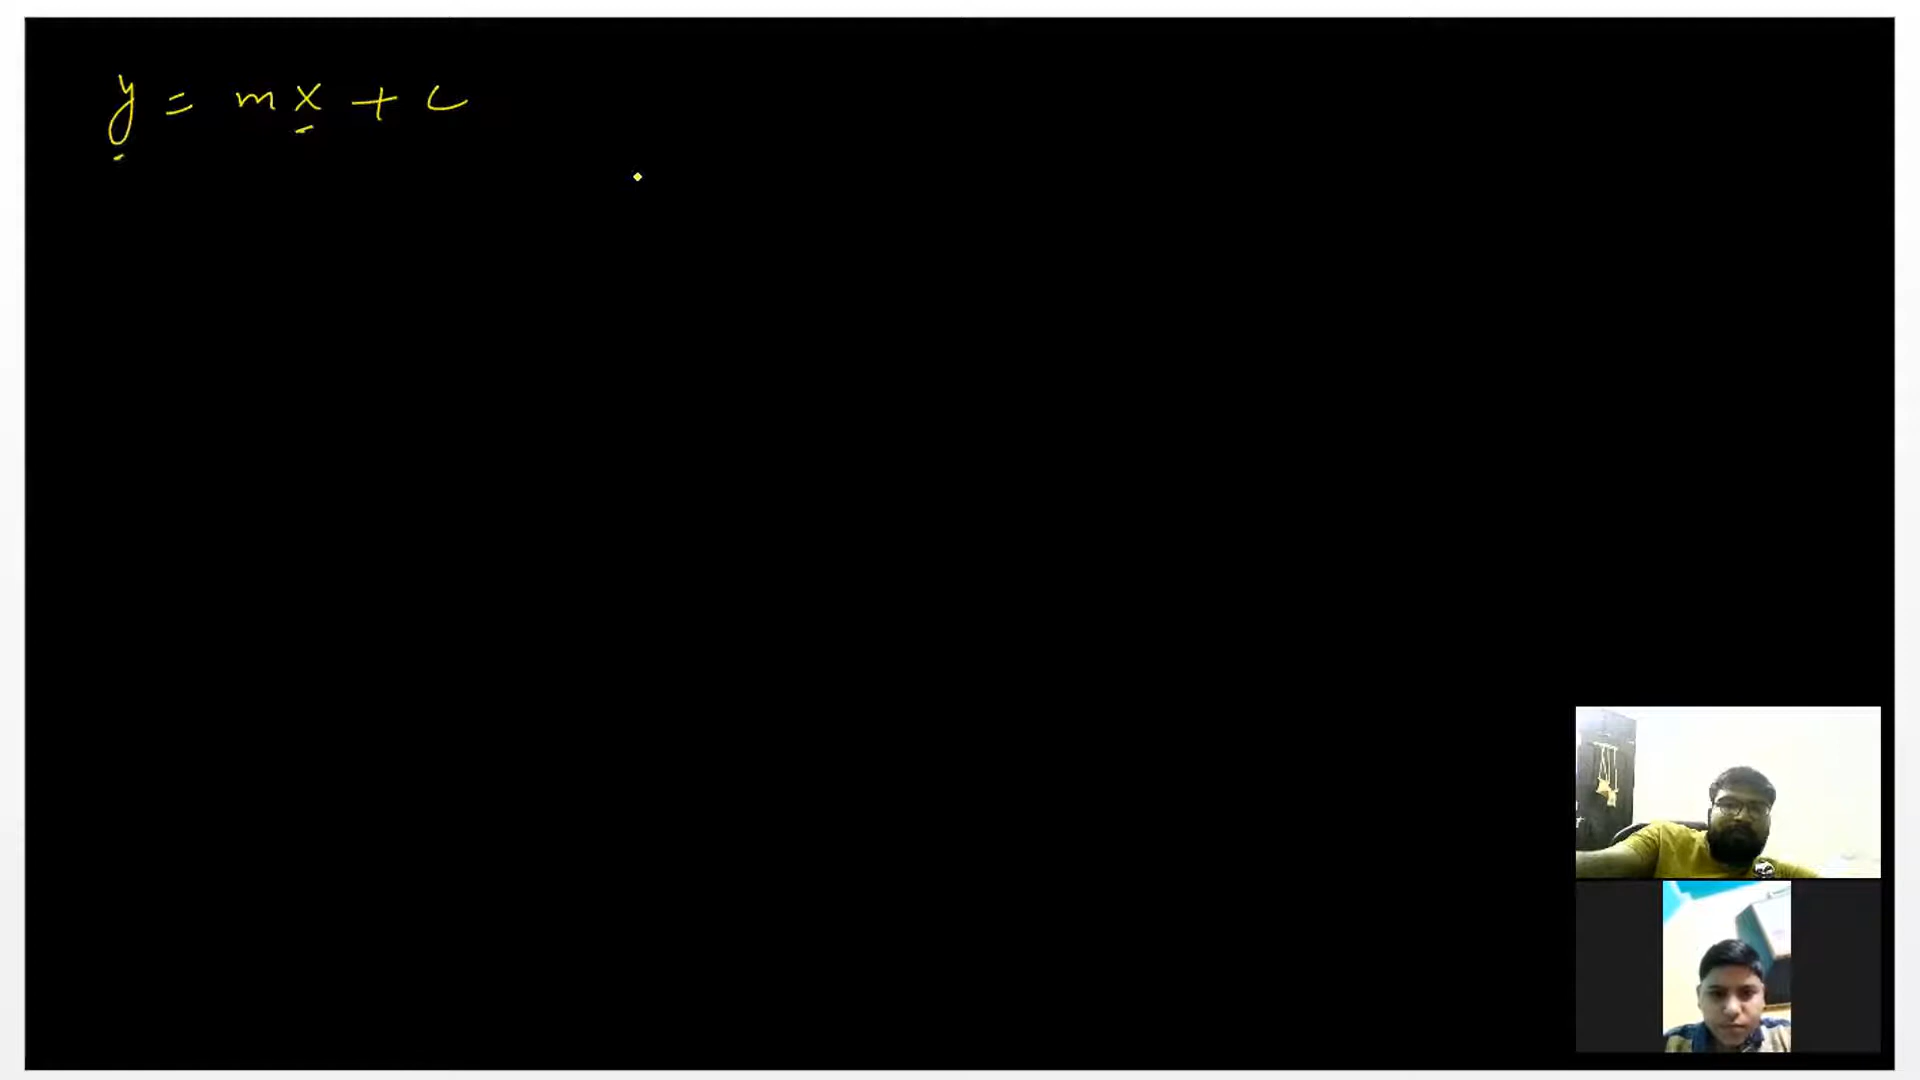 y = mx + c